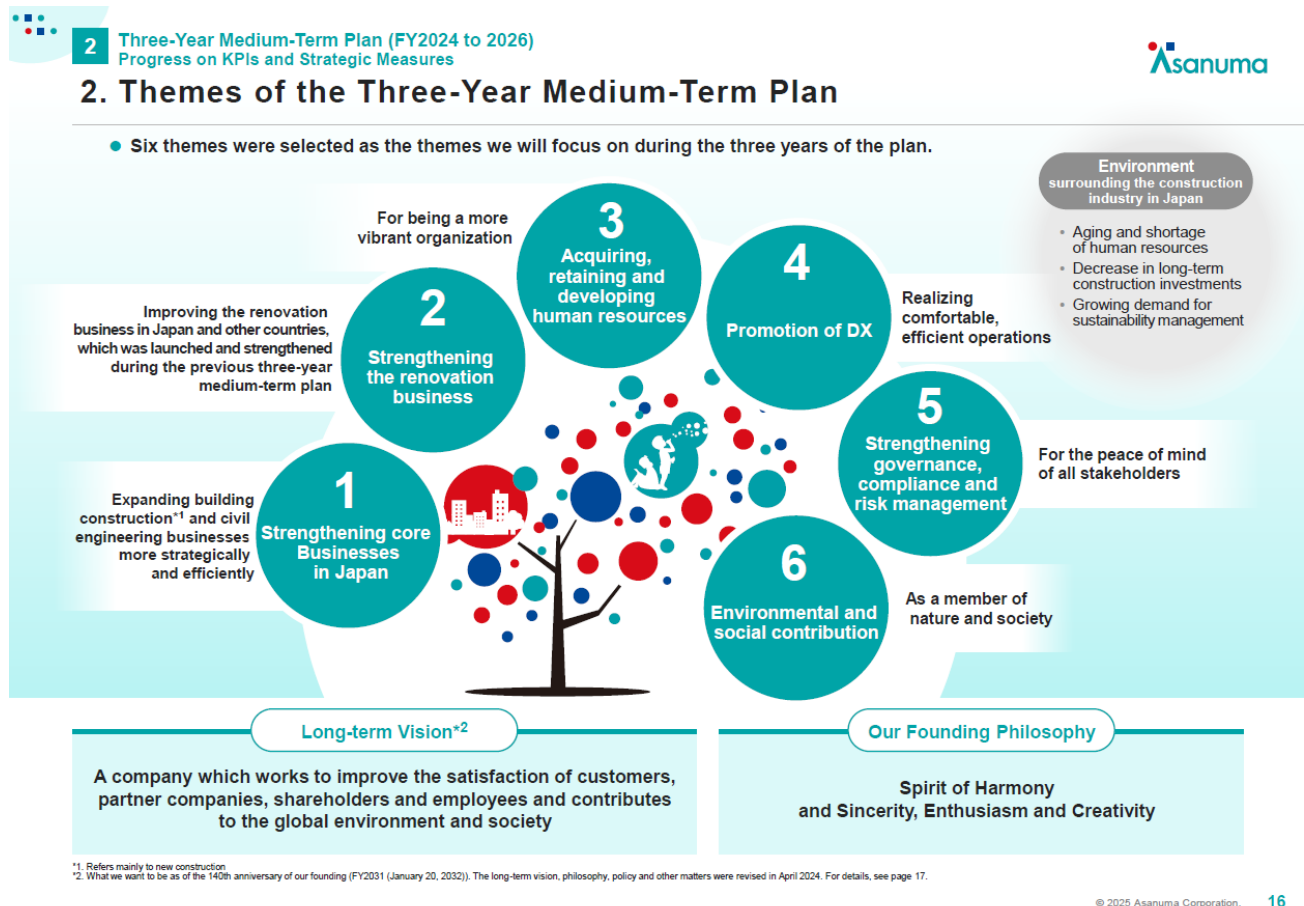 2
Three-Year Medium-Term Plan (FY2024 to 2026)
Progress on KPIs and Strategic Measures
Asanuma
2. Themes of the Three-Year Medium-Term Plan
● Six themes were selected as the themes we will focus on during the three years of the plan.
Environment
surrounding the construction
industry in Japan
• Aging and shortage
of human resources
• Decrease in long-term
construction investments
• Growing demand for
sustainability management
Expanding building
construction*1 and civil
engineering businesses
more strategically
and efficiently
1
Strengthening core
Businesses
in Japan
Improving the renovation
business in Japan and other countries,
which was launched and strengthened
during the previous three-year
medium-term plan
2
Strengthening
the renovation
business
For being a more
vibrant organization
3
Acquiring,
retaining and
developing
human resources
4
Promotion of DX
Realizing
comfortable,
efficient operations
5
Strengthening
governance,
compliance and
risk management
For the peace of mind
of all stakeholders
6
Environmental and
social contribution
As a member of
nature and society
Long-term Vision*2
A company which works to improve the satisfaction of customers,
partner companies, shareholders and employees and contributes
to the global environment and society
Our Founding Philosophy
Spirit of Harmony
and Sincerity, Enthusiasm and Creativity
*1. Refers mainly to new construction
*2. What we want to be as of the 140th anniversary of our founding (FY2031 (January 20, 2032)). The long-term vision, philosophy, policy and other matters were revised in April 2024. For details, see page 17.
© 2025 Asanuma Corporation.
16